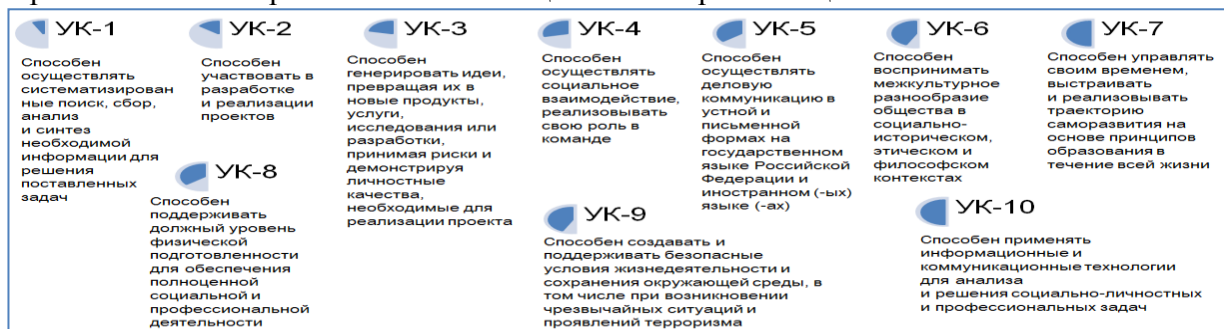 УК-1
Способен
осуществлять
систематизирован
ные поиск, сбор,
анализ
и синтез
необходимой
информации для
решения
поставленных
задач
УК-2
Способен
участвовать в
разработке
и реализации
проектов
УК-3
Способен
генерировать идеи,
превращая их в
новые продукты,
услуги,
исследования или
разработки,
принимая риски и
демонстрируя
личностные
качества,
необходимые для
реализации проекта
УК-4
Способен
осуществлять
социальное
взаимодействие,
реализовывать
свою роль в
команде
УК-5
Способен
осуществлять
деловую
коммуникацию в
устной и
письменной
формах на
государственном
языке Российской
Федерации и
иностранном (-ых)
языке (-ах)
УК-6
Способен
воспринимать
межкультурное
разнообразие
общества в
социально-
историческом,
этическом и
философском
контекстах
УК-7
Способен управлять
своим временем,
выстраивать
и реализовывать
траекторию
саморазвития на
основе принципов
образования в
течение всей жизни
УК-8
Способен
поддерживать
должный уровень
физической
подготовленности
для обеспечения
полноценной
социальной и
профессиональной
деятельности
УК-9
Способен создавать и
поддерживать безопасные
условия жизнедеятельности и
сохранения окружающей среды, в
том числе при возникновении
чрезвычайных ситуаций и
проявлений терроризма
УК-10
Способен применять
информационные и
коммуникационные технологии
для анализа
и решения социально-личностных
и профессиональных задач